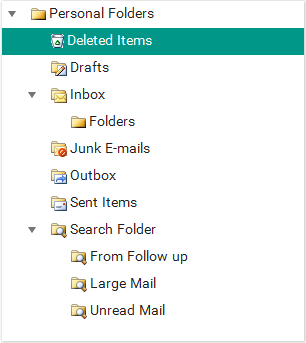 Personal Folders
Deleted Items
Drafts
Inbox
Folders
Junk E-mails
Outbox
Sent Items
Search Folder
From Follow up
Large Mail
Unread Mail